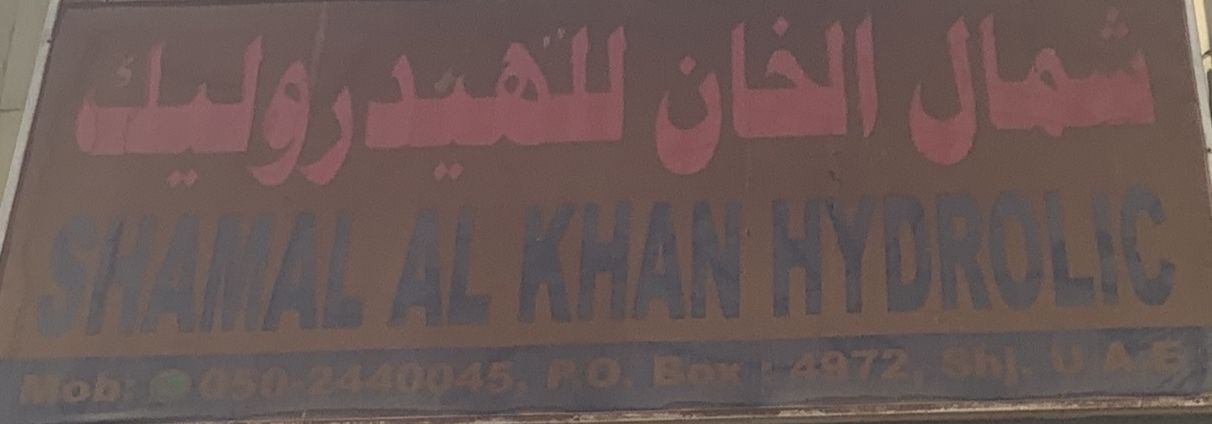 شمال الخان للهيدروليك
SHAMAL AL KHAN HYDROLIC
Mob: 050-2440045, P.O. Box : 4972, Shj. U.A.E